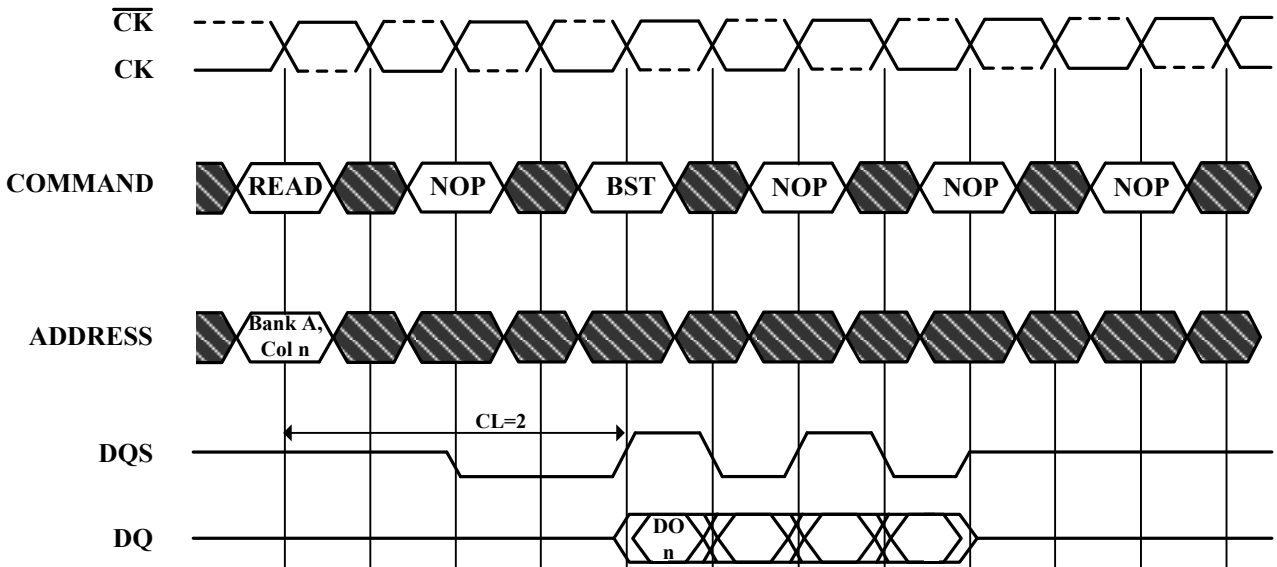 CK
CK
COMMAND READ NOP BST NOP NOP NOP
ADDRESS Bank A,
Col n
CL=2
DQS
DQ DO
n